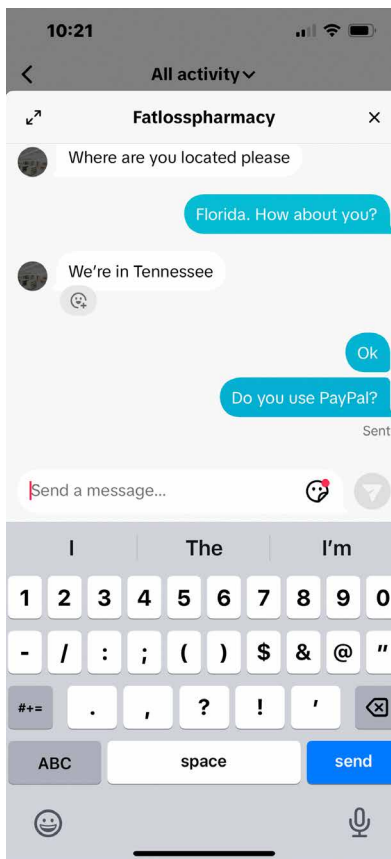 10:21
All activity
Fatlosspharmacy
Where are you located please
Florida. How about you?
We're in Tennessee
Ok
Do you use PayPal?
Sent
Send a message...
I The I'm
1 2 3 4 5 6 7 8 9 0
- / : ; ( ) $ & @ "
#+= . , ? ! '
ABC space send